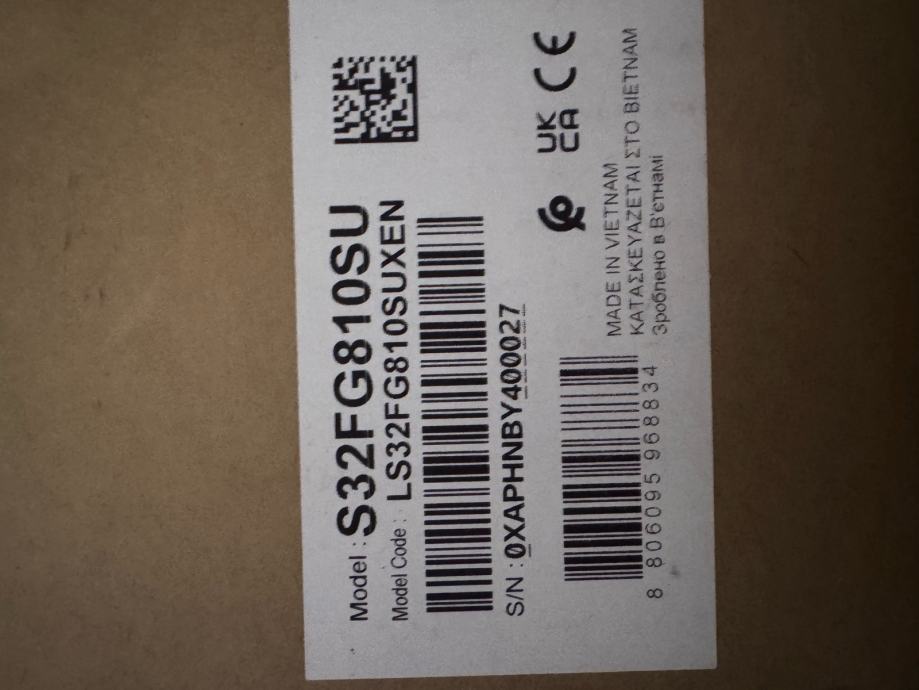 Model : S32FG810SU
Model Code : LS32FG810SUXEN
S/N : 0XAPHNBY400027
UK
CA
CE
MADE IN VIETNAM
ΚΑΤΑΣΚΕΥΑΖΕΤΑΙ ΣΤΟ ΒΙΕΤΝΑΜ
Зроблено в В'єтнамі
8 806095 968834